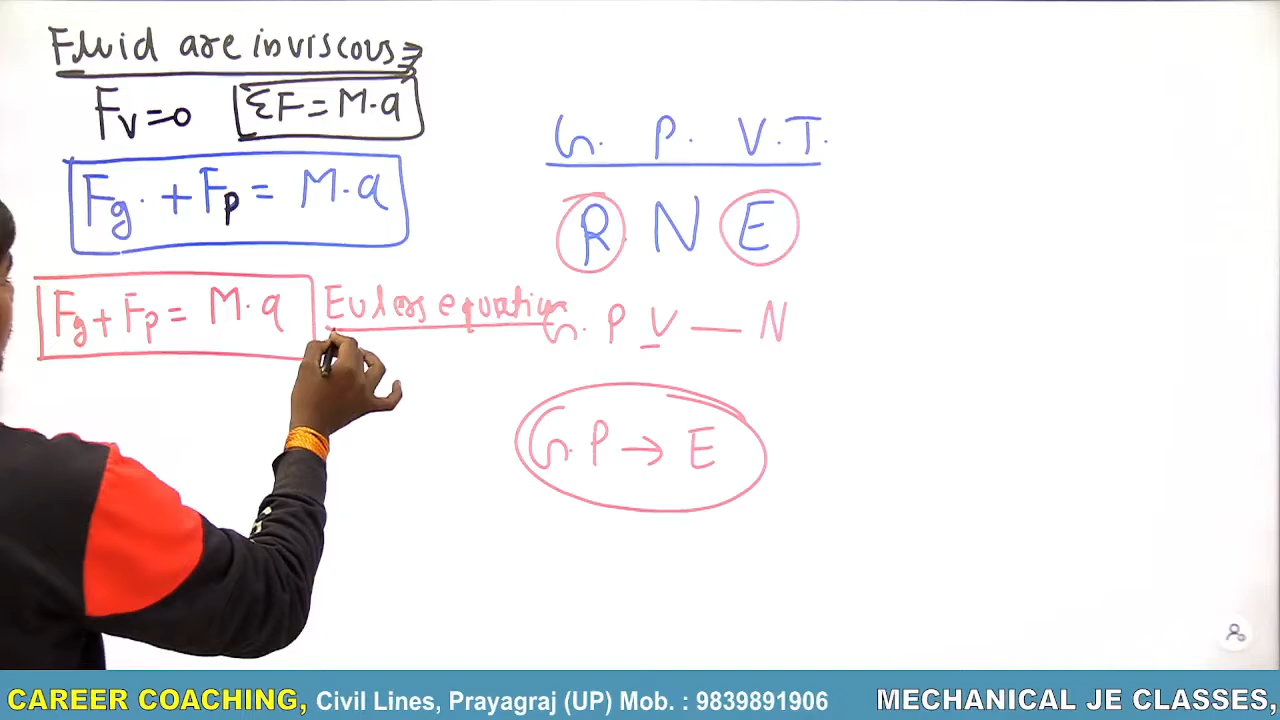 Fluid are inviscous
Fv=0 ΣF=M.a
Fg. + Fp = M.a
Fg + Fp = M.a Eulers equation
G. P. V.T.
R N E
G. P V — N
G. P → E
CAREER COACHING, Civil Lines, Prayagraj (UP) Mob. : 9839891906 MECHANICAL JE CLASSES,